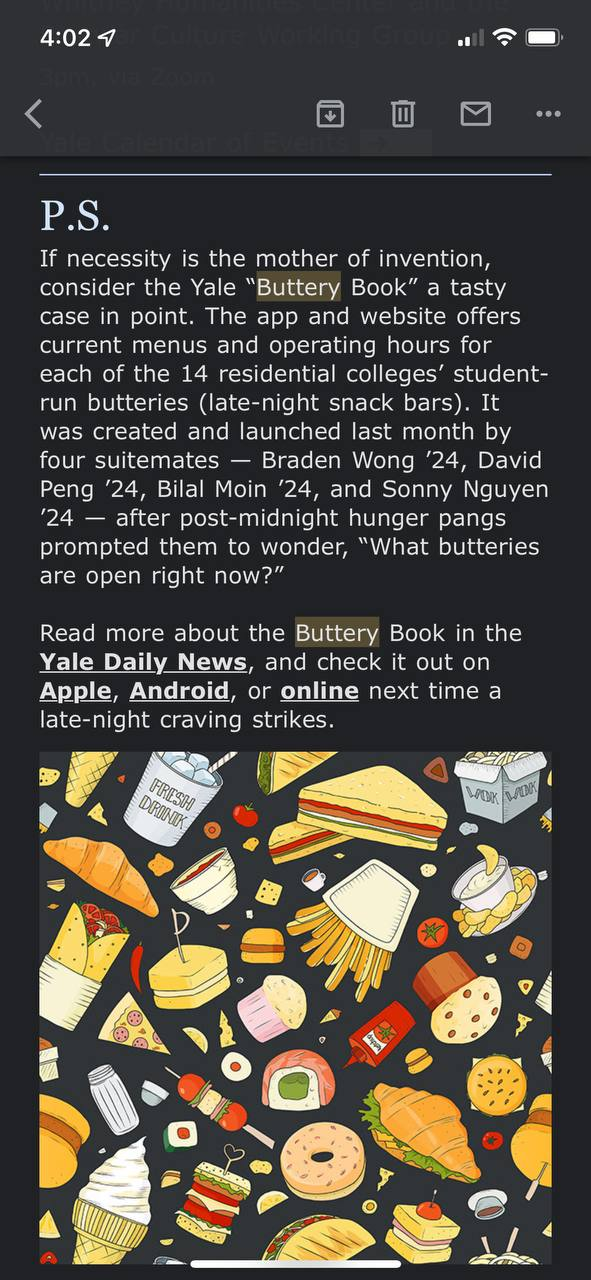 Whitney Humanities Center and the
or Culture Working Group
4:02
3pm, via Zoom
Yale Calendar of Events
P.S.
If necessity is the mother of invention,
consider the Yale “Buttery Book” a tasty
case in point. The app and website offers
current menus and operating hours for
each of the 14 residential colleges’ student-
run butteries (late-night snack bars). It
was created and launched last month by
four suitemates — Braden Wong ’24, David
Peng ’24, Bilal Moin ’24, and Sonny Nguyen
’24 — after post-midnight hunger pangs
prompted them to wonder, “What butteries
are open right now?”
Read more about the Buttery Book in the
Yale Daily News, and check it out on
Apple, Android, or online next time a
late-night craving strikes.
FRESH
DRINK
WOK WOK